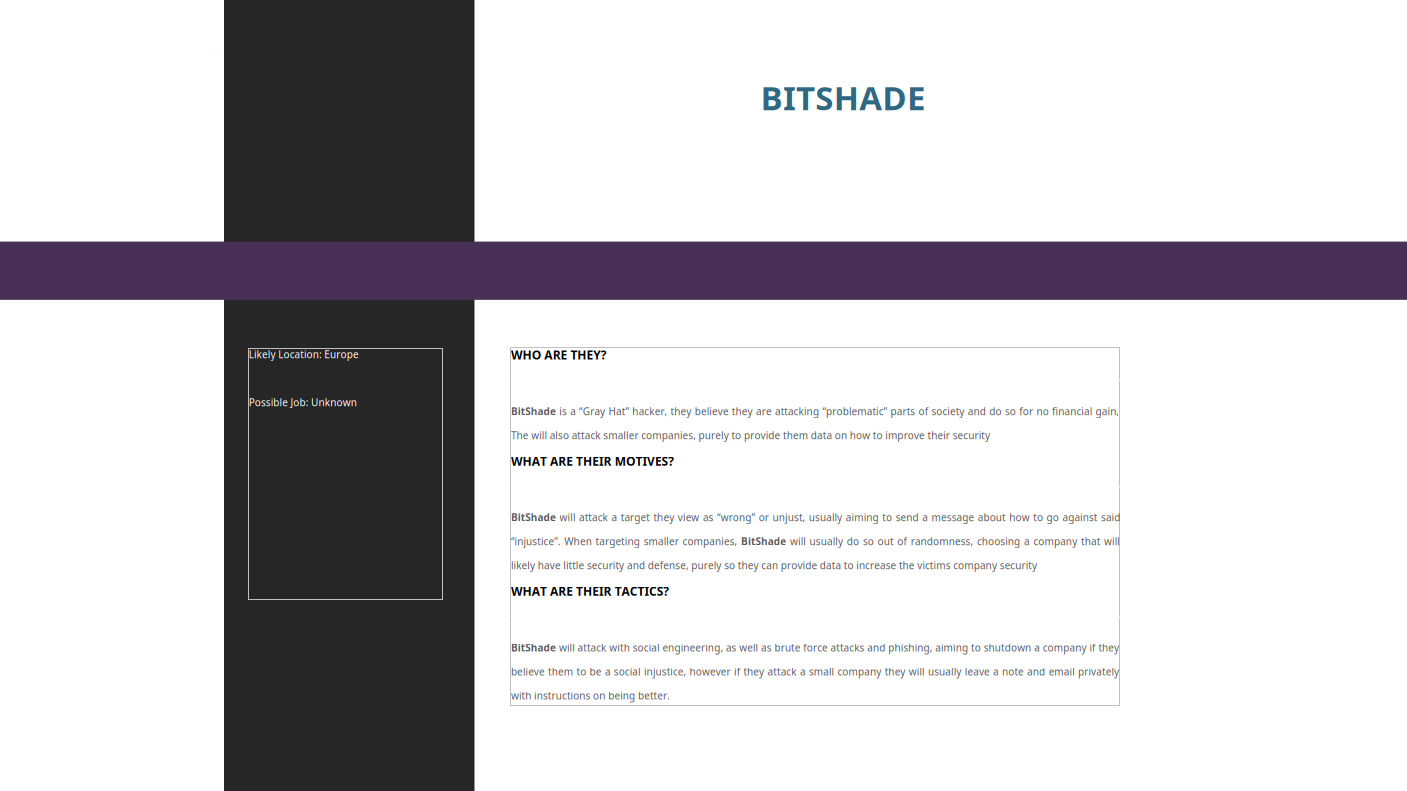 BITSHADE
Likely Location: Europe
Possible Job: Unknown
WHO ARE THEY?
BitShade is a “Gray Hat” hacker, they believe they are attacking “problematic” parts of society and do so for no financial gain,
The will also attack smaller companies, purely to provide them data on how to improve their security
WHAT ARE THEIR MOTIVES?
BitShade will attack a target they view as “wrong” or unjust, usually aiming to send a message about how to go against said
“injustice”. When targeting smaller companies, BitShade will usually do so out of randomness, choosing a company that will
likely have little security and defense, purely so they can provide data to increase the victims company security
WHAT ARE THEIR TACTICS?
BitShade will attack with social engineering, as well as brute force attacks and phishing, aiming to shutdown a company if they
believe them to be a social injustice, however if they attack a small company they will usually leave a note and email privately
with instructions on being better.